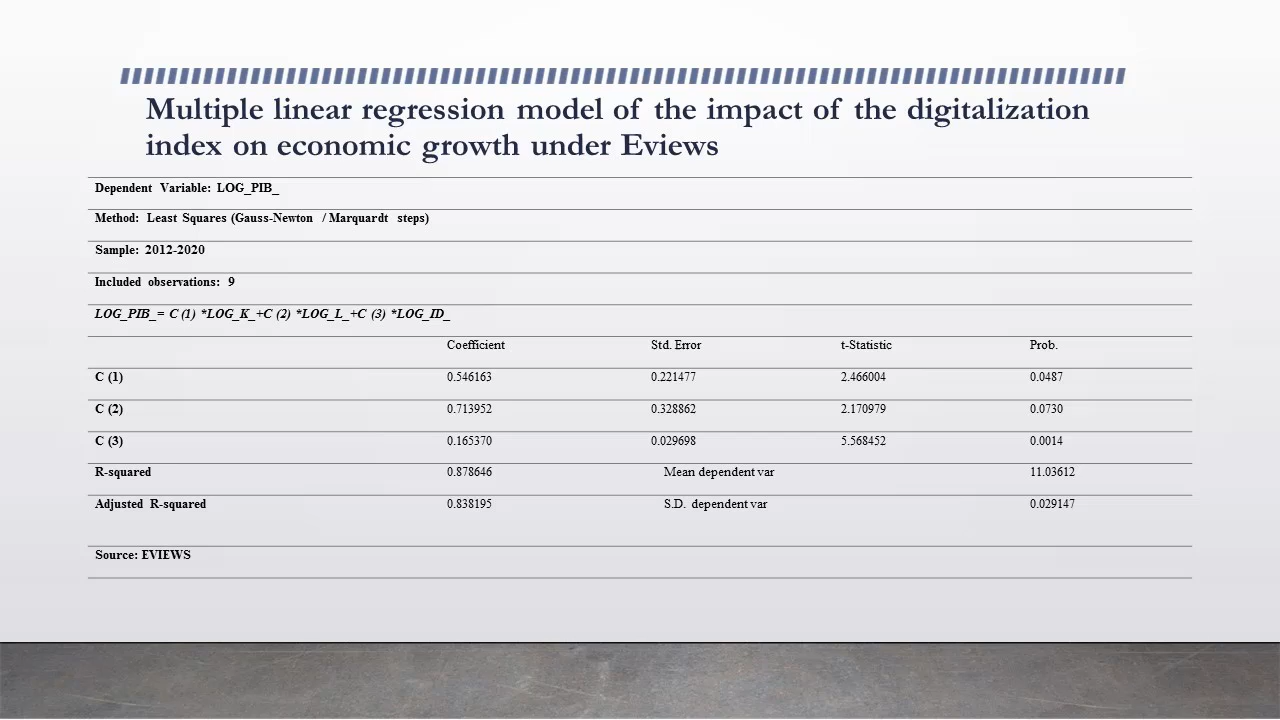 Multiple linear regression model of the impact of the digitalization
index on economic growth under Eviews
Dependent Variable: LOG_PIB_
Method: Least Squares (Gauss-Newton / Marquardt steps)
Sample: 2012-2020
Included observations: 9
LOG_PIB_= C (1) *LOG_K_+C (2) *LOG_L_+C (3) *LOG_ID_
Coefficient Std. Error t-Statistic Prob.
C (1) 0.546163 0.221477 2.466004 0.0487
C (2) 0.713952 0.328862 2.170979 0.0730
C (3) 0.165370 0.029698 5.568452 0.0014
R-squared 0.878646 Mean dependent var 11.03612
Adjusted R-squared 0.838195 S.D. dependent var 0.029147
Source: EVIEWS